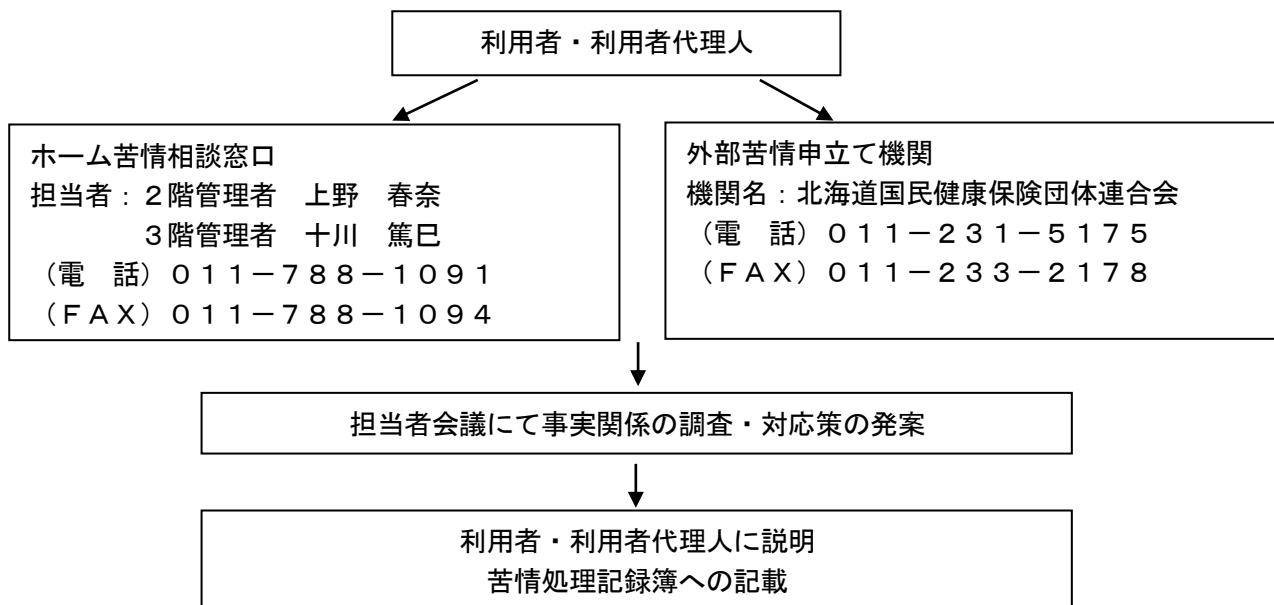 利用者・利用者代理人
ホーム苦情相談窓口
担当者：２階管理者　上野　春奈
３階管理者　十川　篤巳
（電　話）０１１－７８８－１０９１
（ＦＡＸ）０１１－７８８－１０９４
外部苦情申立て機関
機関名：北海道国民健康保険団体連合会
（電　話）０１１－２３１－５１７５
（ＦＡＸ）０１１－２３３－２１７８
担当者会議にて事実関係の調査・対応策の発案
利用者・利用者代理人に説明
苦情処理記録簿への記載